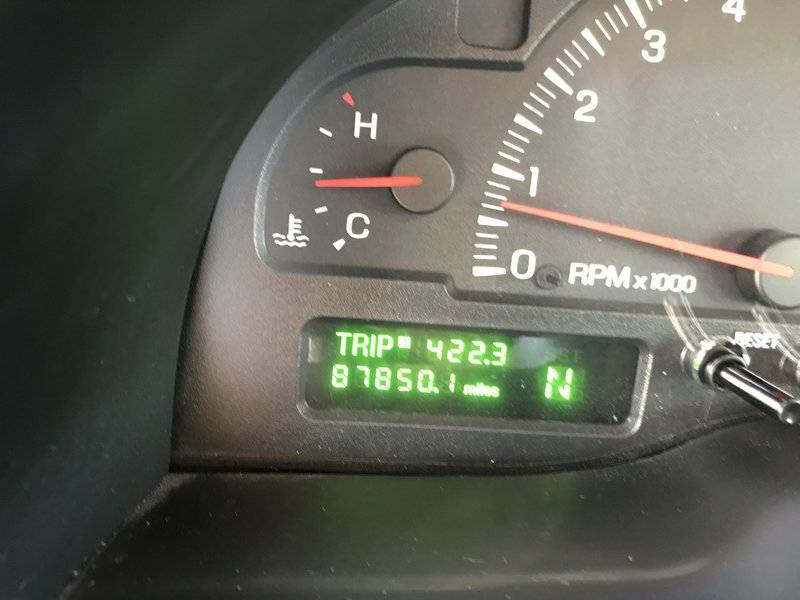 4
3
2
1
0
H
C
RPM x 1000
RESET
TRIP 422.3
87850.1 miles N